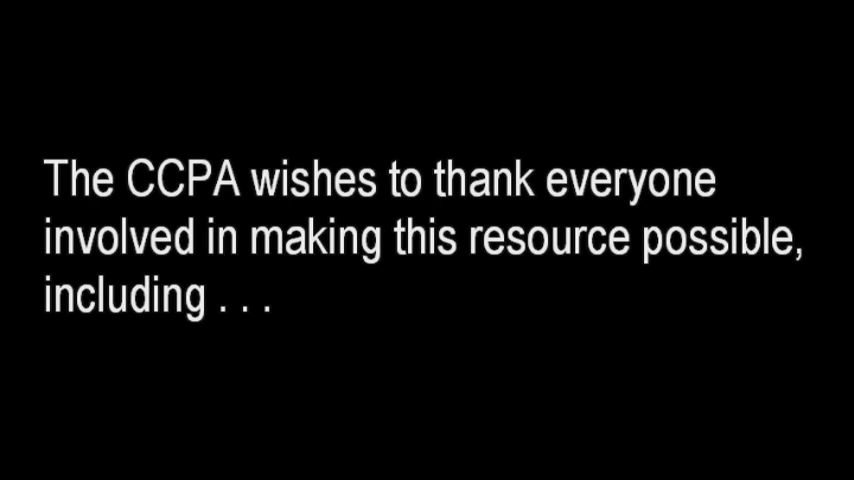 The CCPA wishes to thank everyone
involved in making this resource possible,
including . . .